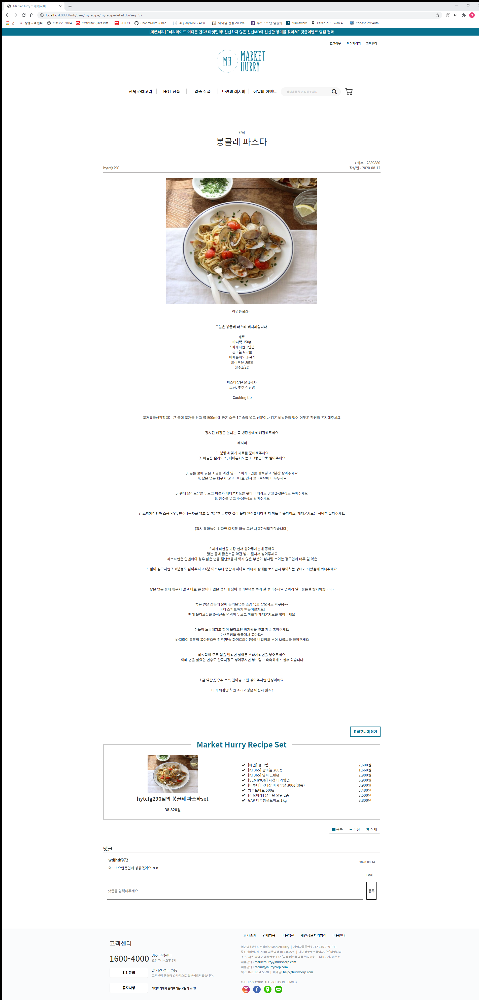 MarketHurry :: 내레시피
localhost:8090/mh/user/myrecipe/myrecipedetail.do?seq=97
앱 쌍용교육센터 Class::2020.04 Overview (Java Plat... SELECT Chanmi-Kim (Chan... AQueryTool - AQu... 아이템 선정 on We... 부트스트랩 템플릿 framework Kakao 지도 Web A... CodeStudy::Auth
[마켓허리] "허리라이프-어디든 간다! 마켓멀리! 신선하지 않은 신선MD의 신선한 장미를 찾아서" 댓글이벤트 당첨 결과
로그아웃 마이페이지 고객센터
MH MARKET
HURRY
전체 카테고리 HOT 상품 알뜰 상품 나만의 레시피 이달의 이벤트 검색내용을 입력해주세요.
양식
봉골레 파스타
조회수 : 2889880
hytcfg296 작성일 : 2020-08-12
안녕하세요~
오늘은 봉골레 파스타 레시피입니다.
재료
바지락 150g
스파게티면 1인분
통마늘 6~7톨
페페론치노 3~4개
올리브유 3큰술
청주1/2컵
파스타삶은 물 1국자
소금, 후추 적당량
Cooking tip
조개류를해감할때는 큰 볼에 조개를 담고 물 500ml에 굵은 소금 1큰술을 넣고 신문이나 검은 비닐등을 덮어 어두운 환경을 유지해주세요
장시간 해감을 할때는 꼭 냉장실에서 해감해주세요
레시피
1. 분량에 맞게 재료를 준비해주세요
2. 마늘은 슬라이스, 페페론치노는 2~3등분으로 썰어주세요
3. 끓는 물에 굵은 소금을 약간 넣고 스파게티면을 펼쳐넣고 7분간 삶아주세요
4. 삶은 면은 헹구지 않고 그대로 건져 올리브유에 버무두세요
5. 팬에 올리브유를 두르고 마늘과 페페론치노를 볶다 바지락도 넣고 2~3분정도 볶아주세요
6. 청주를 넣고 4~5분정도 끓여주세요
7. 스파게티면과 소금 약간, 면수 1국자를 넣고 잘 볶은후 통후추 갈아 올려 완성합니다 먼저 마늘은 슬라이스, 페페론치노는 적당히 잘라주세요
(혹시 통마늘이 없다면 다져둔 마늘 그냥 사용하셔도괜찮습니다 )
스파게티면을 가장 먼저 삶아두시는게 좋아요
끓는 물에 굵은소금 약간 넣고 펼쳐서 넣어주세요
파스타면은 알덴테의 경우 삶은 면을 절단했을때 익지 않은 부분이 심처럼 보이는 정도인데 너무 덜 익은
느낌이 싫으시면 7~8분정도 삶아주시고 6분 이후부터 중간에 하나씩 꺼내서 상태를 보시면서 좋아하는 상태가 되었을때 꺼내주세요
삶은 면은 물에 헹구지 않고 바로 큰 볼이나 넓은 접시에 담아 올리브유를 뿌려 잘 섞어주세요 면끼리 달라붙는걸 방지해줍니다~
혹은 면을 삶을때 물에 올리브유를 소량 넣고 삶으셔도 되구용~~
이제 스피드하게 만들어볼게요!
팬에 올리브유를 3~4큰술 넉넉히 두르고 마늘과 페페론치노를 볶아주세요
마늘이 노릇해지고 향이 올라오면 바지락을 넣고 계속 볶아주세요
2~3분정도 중불에서 볶아요~
바지락이 충분히 볶아졌으면 청주(맛술,화이트와인등)를 반컵정도 부어 보글보글 끓여주세요
바지락이 모두 입을 벌리면 삶아둔 스파게티면을 넣어주세요
이때 면을 삶았던 면수도 한국자정도 넣어주시면 부드럽고 촉촉하게 드실수 있습니다
소금 약간,통후추 슥슥 갈아넣고 잘 섞어주시면 완성이에요!
미리 해감만 하면 조리과정은 어렵지 않죠?
장바구니에 담기
Market Hurry Recipe Set
[매일] 생크림 2,600원
[KF365] 깐마늘 200g 1,660원
[KF365] 양파 1.8kg 2,980원
[SEMIWON] 사천 마라탕면 6,900원
[어부네] 국내산 바지락살 300g(냉동) 8,900원
방울토마토 500g 3,480원
[리오마레] 올리브 오일 2종 3,500원
GAP 대추방울토마토 1kg 8,800원
hytcfg296님의 봉골레 파스타set
38,820원
목록 수정 삭제
댓글
wdjhdf972
2020-08-14
와~~! 요알못인데 성공했어요 ㅎㅎ
[삭제]
댓글을 입력해주세요. 등록
고객센터
1600-4000 365 고객센터
오전 7시 - 오후 7시
1:1 문의 24시간 접수 가능
고객센터 운영중 순차적으로 답변해드리겠습니다.
공지사항 마켓허리에서 알려드리는 오늘의 소식!
회사소개 인재채용 이용약관 개인정보처리방침 이용안내
법인명 (상호): 주식회사 MarketHurry | 사업자등록번호: 123-45-7891011
통신판매업: 제 2018-서울역삼-0123425호 | 개인정보보호책임자: (주)마켓허리
주소: 서울 강남구 테헤란로 132 (역삼동)한독약품 빌딩 8층 | 대표이사: 이은수
제휴문의 : markethurry@hurrycorp.com
채용문의 : recruit@hurrycorp.com
팩스: 070-1234-5678 | 이메일: help@hurrycorp.com
© HURRY CORP. ALL RIGHTS RESERVED